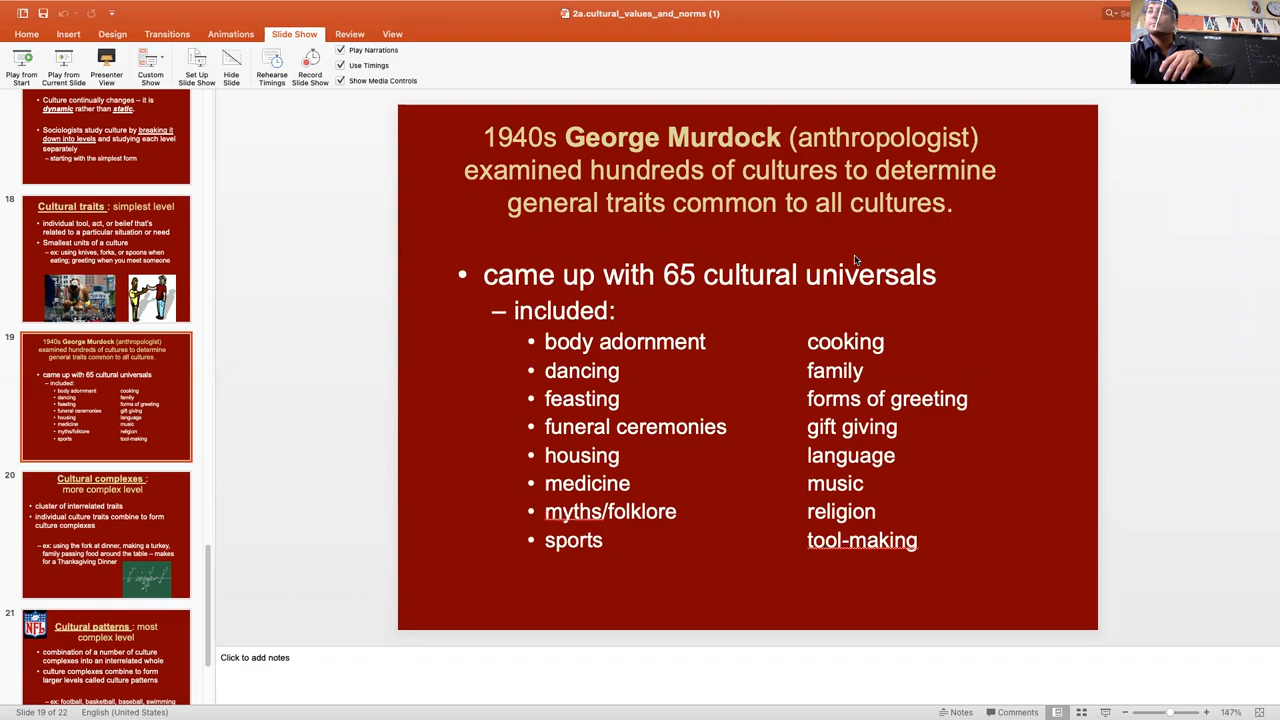 2a.cultural_values_and_norms (1)
Se
Home Insert Design Transitions Animations Slide Show Review View
Play from Start
Play from Current Slide
Presenter View
Custom Show
Set Up Slide Show
Hide Slide
Rehearse Timings
Record Slide Show
Play Narrations
Use Timings
Show Media Controls
• Culture continually changes – it is
dynamic rather than static.
• Sociologists study culture by breaking it
down into levels and studying each level
separately
– starting with the simplest form
18
Cultural traits : simplest level
• individual tool, act, or belief that's
related to a particular situation or need
• Smallest units of a culture
– ex: using knives, forks, or spoons when
eating; greeting when you meet someone
19
1940s George Murdock (anthropologist)
examined hundreds of cultures to determine
general traits common to all cultures.
• came up with 65 cultural universals
– included:
• body adornment cooking
• dancing family
• feasting forms of greeting
• funeral ceremonies gift giving
• housing language
• medicine music
• myths/folklore religion
• sports tool-making
20
Cultural complexes :
more complex level
• cluster of interrelated traits
• individual culture traits combine to form
culture complexes
– ex: using the fork at dinner, making a turkey,
family passing food around the table – makes
for a Thanksgiving Dinner
21
NFL
Cultural patterns : most
complex level
• combination of a number of culture
complexes into an interrelated whole
• culture complexes combine to form
larger levels called culture patterns
– ex: football, basketball, baseball, swimming
1940s George Murdock (anthropologist)
examined hundreds of cultures to determine
general traits common to all cultures.
• came up with 65 cultural universals
– included:
• body adornment cooking
• dancing family
• feasting forms of greeting
• funeral ceremonies gift giving
• housing language
• medicine music
• myths/folklore religion
• sports tool-making
Click to add notes
Slide 19 of 22 English (United States) Notes Comments 147%